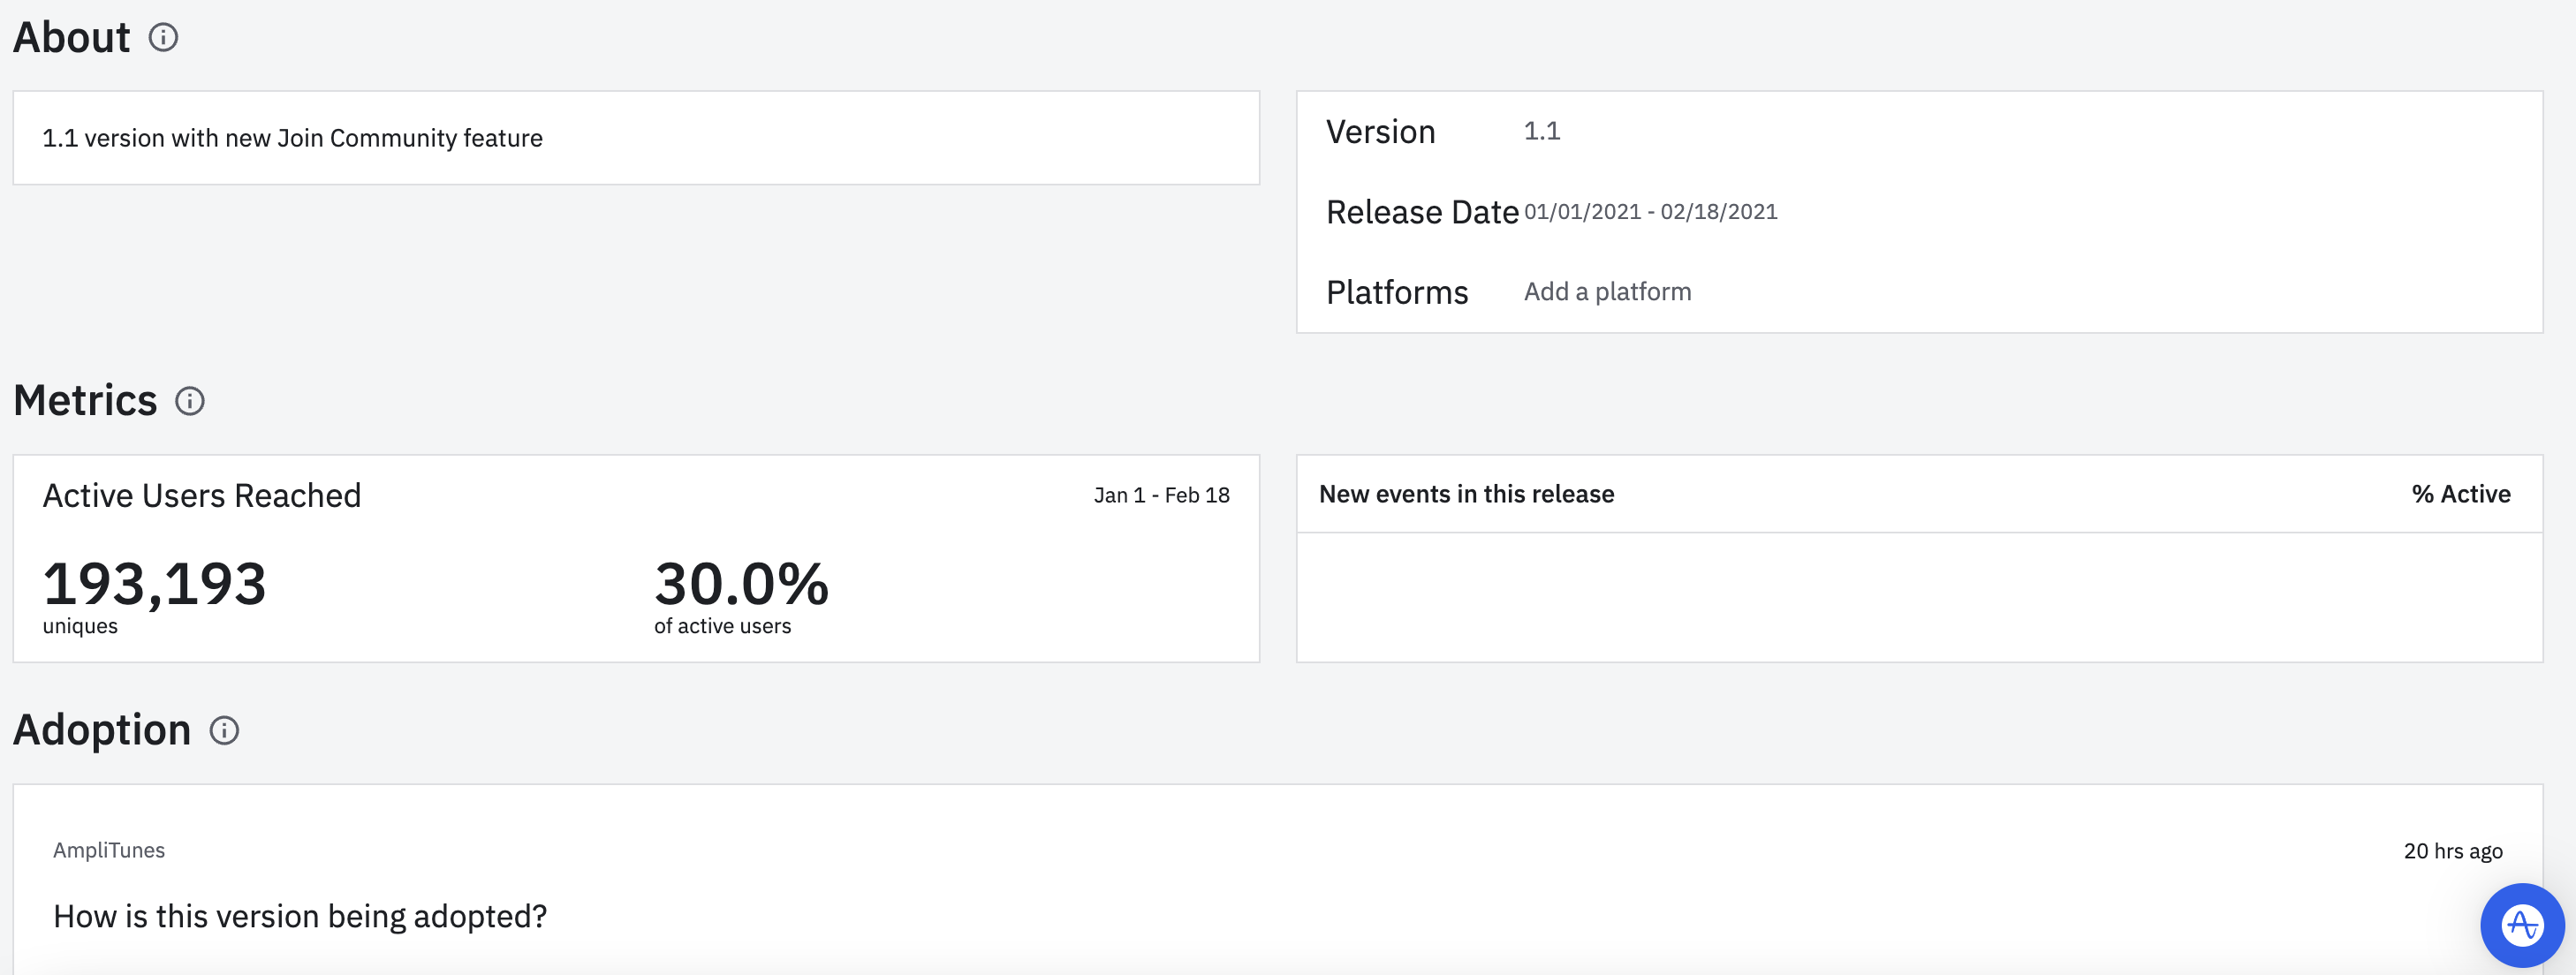 About
1.1 version with new Join Community feature
Version 1.1
Release Date 01/01/2021 - 02/18/2021
Platforms Add a platform
Metrics
Active Users Reached Jan 1 - Feb 18
193,193 30.0%
uniques of active users
New events in this release % Active
Adoption
AmpliTunes 20 hrs ago
How is this version being adopted?